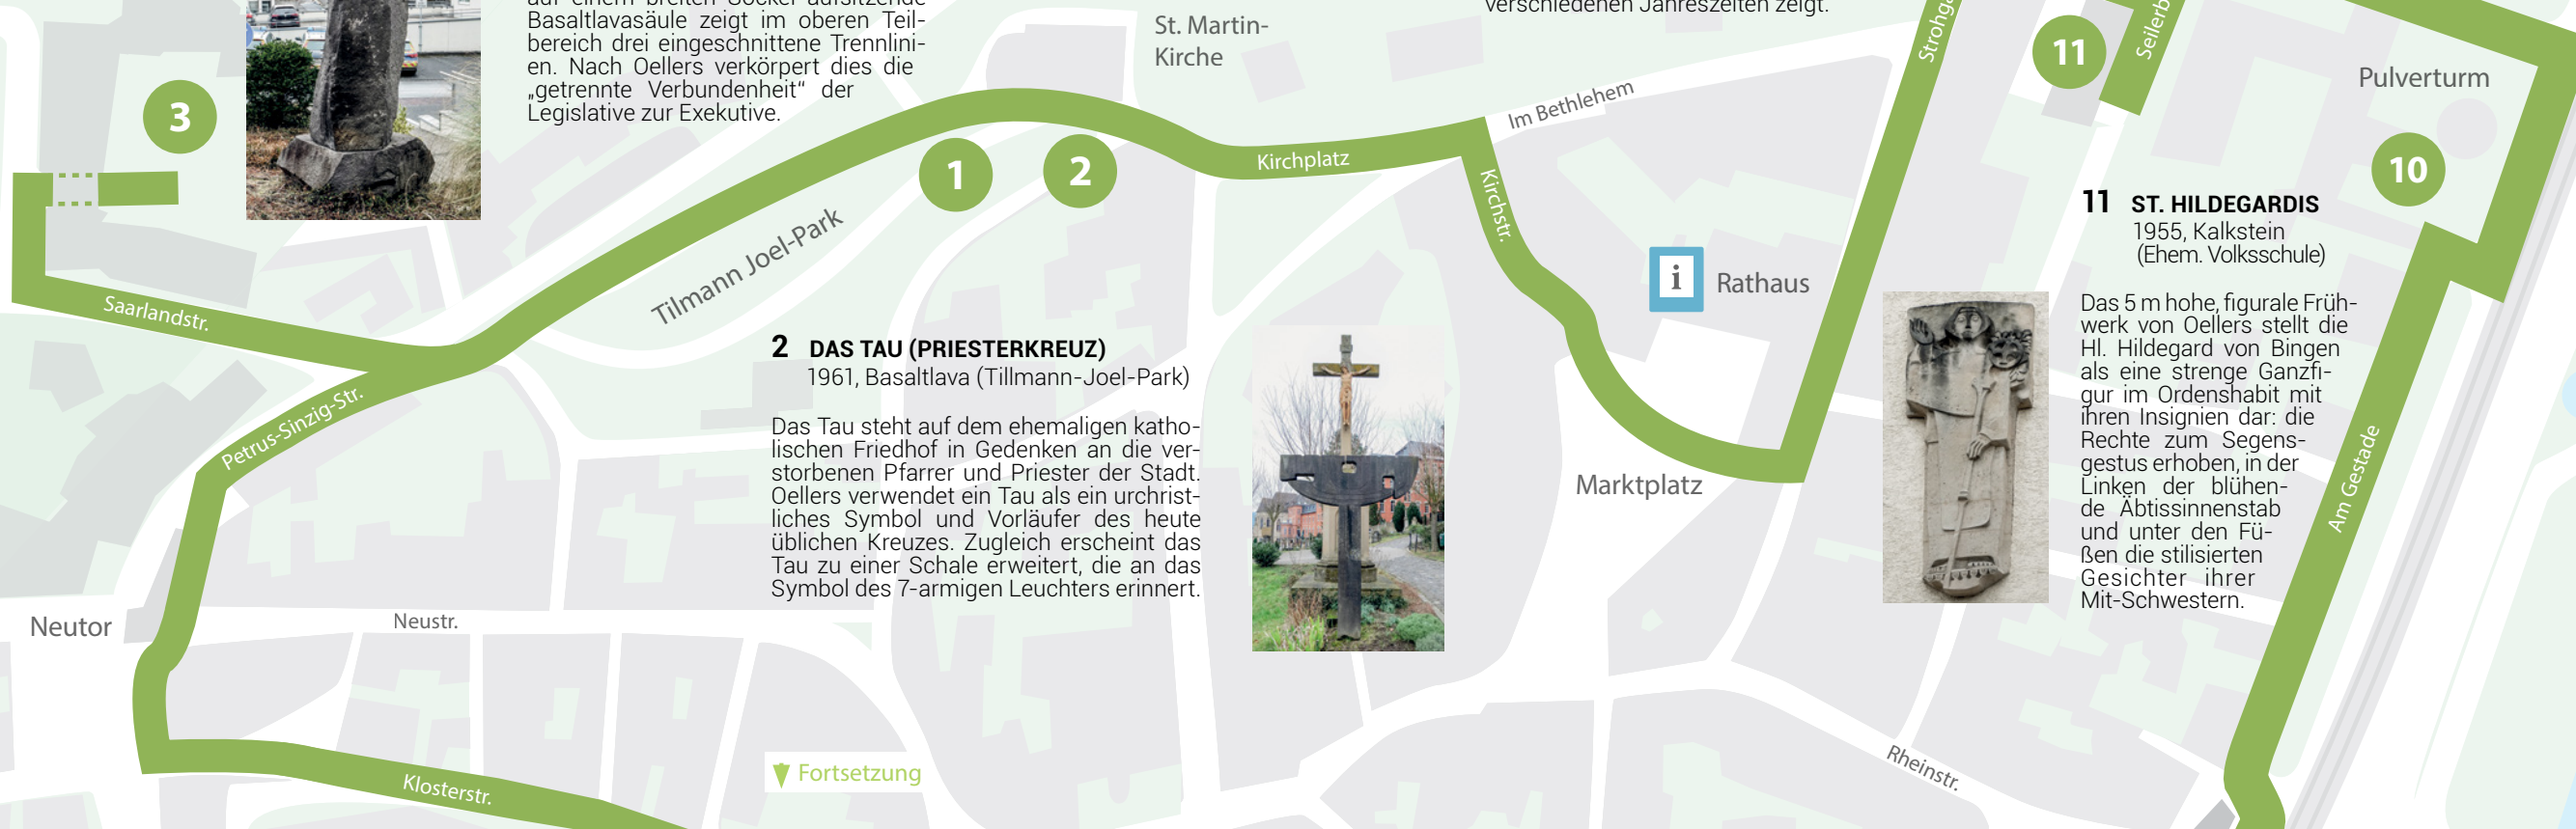 auf einem breiten Sockel aufsitzende
Basaltlavasäule zeigt im oberen Teil-
bereich drei eingeschnittene Trennlini-
en. Nach Oellers verkörpert dies die
„getrennte Verbundenheit“ der
Legislative zur Exekutive.
verschiedenen Jahreszeiten zeigt.
St. Martin-
Kirche
Im Bethlehem
11
Pulverturm
3
1
2
Kirchplatz
Kirchstr.
10
Tilmann Joel-Park
Saarlandstr.
i
Rathaus
11 ST. HILDEGARDIS
1955, Kalkstein
(Ehem. Volksschule)
Das 5 m hohe, figurale Früh-
werk von Oellers stellt die
Hl. Hildegard von Bingen
als eine strenge Ganzfi-
gur im Ordenshabit mit
ihren Insignien dar: die
Rechte zum Segens-
gestus erhoben, in der
Linken der blühen-
de Äbtissinnenstab
und unter den Fü-
ßen die stilisierten
Gesichter ihrer
Mit-Schwestern.
2 DAS TAU (PRIESTERKREUZ)
1961, Basaltlava (Tillmann-Joel-Park)
Das Tau steht auf dem ehemaligen katho-
lischen Friedhof in Gedenken an die ver-
storbenen Pfarrer und Priester der Stadt.
Oellers verwendet ein Tau als ein urchrist-
liches Symbol und Vorläufer des heute
üblichen Kreuzes. Zugleich erscheint das
Tau zu einer Schale erweitert, die an das
Symbol des 7-armigen Leuchters erinnert.
Petrus-Sinzig-Str.
Marktplatz
Am Gestade
Neutor
Neustr.
Fortsetzung
Klosterstr.
Rheinstr.